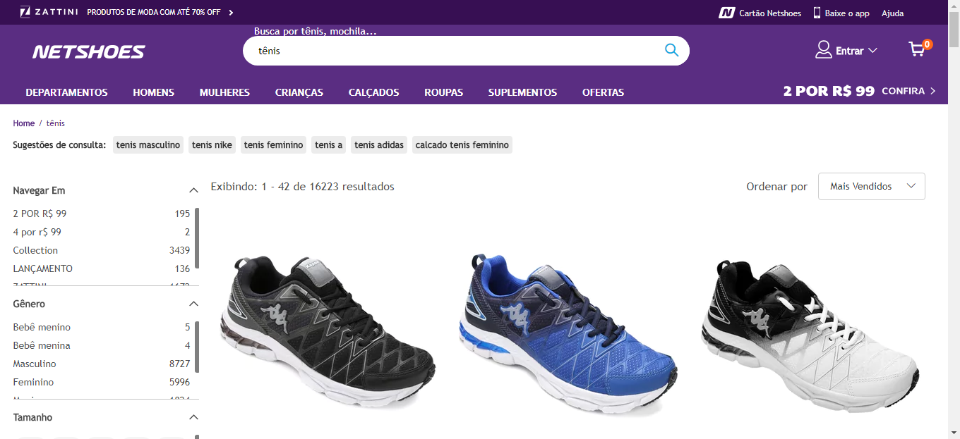 ZATTINI PRODUTOS DE MODA COM ATÉ 70% OFF
Cartão Netshoes Baixe o app Ajuda
NETSHOES
Busca por tênis, mochila...
tênis
Entrar
0
DEPARTAMENTOS HOMENS MULHERES CRIANÇAS CALÇADOS ROUPAS SUPLEMENTOS OFERTAS
2 POR R$ 99 CONFIRA
Home / tênis
Sugestões de consulta: tenis masculino tenis nike tenis feminino tenis a tenis adidas calcado tenis feminino
Navegar Em
2 POR R$ 99 195
4 por r$ 99 2
Collection 3439
LANÇAMENTO 136
Gênero
Bebê menino 5
Bebê menina 4
Masculino 8727
Feminino 5996
Tamanho
Exibindo: 1 - 42 de 16223 resultados
Ordenar por Mais Vendidos